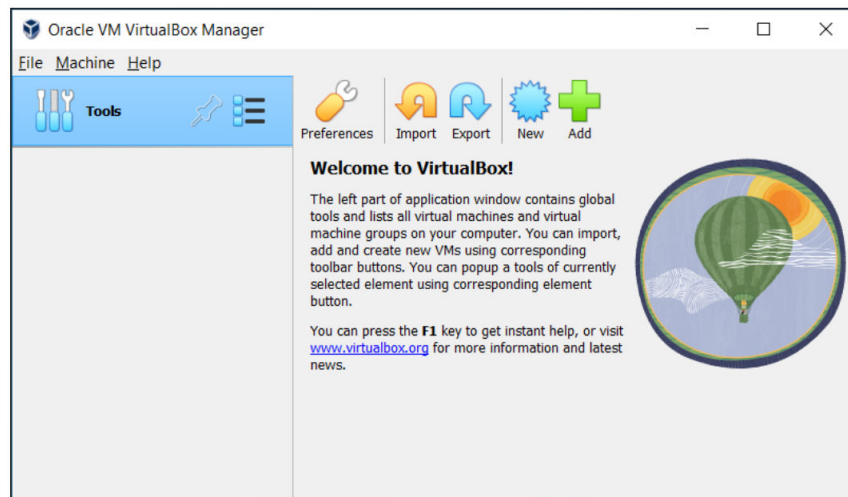 Oracle VM VirtualBox Manager
File Machine Help
Tools
Preferences Import Export New Add
Welcome to VirtualBox!
The left part of application window contains global
tools and lists all virtual machines and virtual
machine groups on your computer. You can import,
add and create new VMs using corresponding
toolbar buttons. You can popup a tools of currently
selected element using corresponding element
button.
You can press the F1 key to get instant help, or visit
www.virtualbox.org for more information and latest
news.